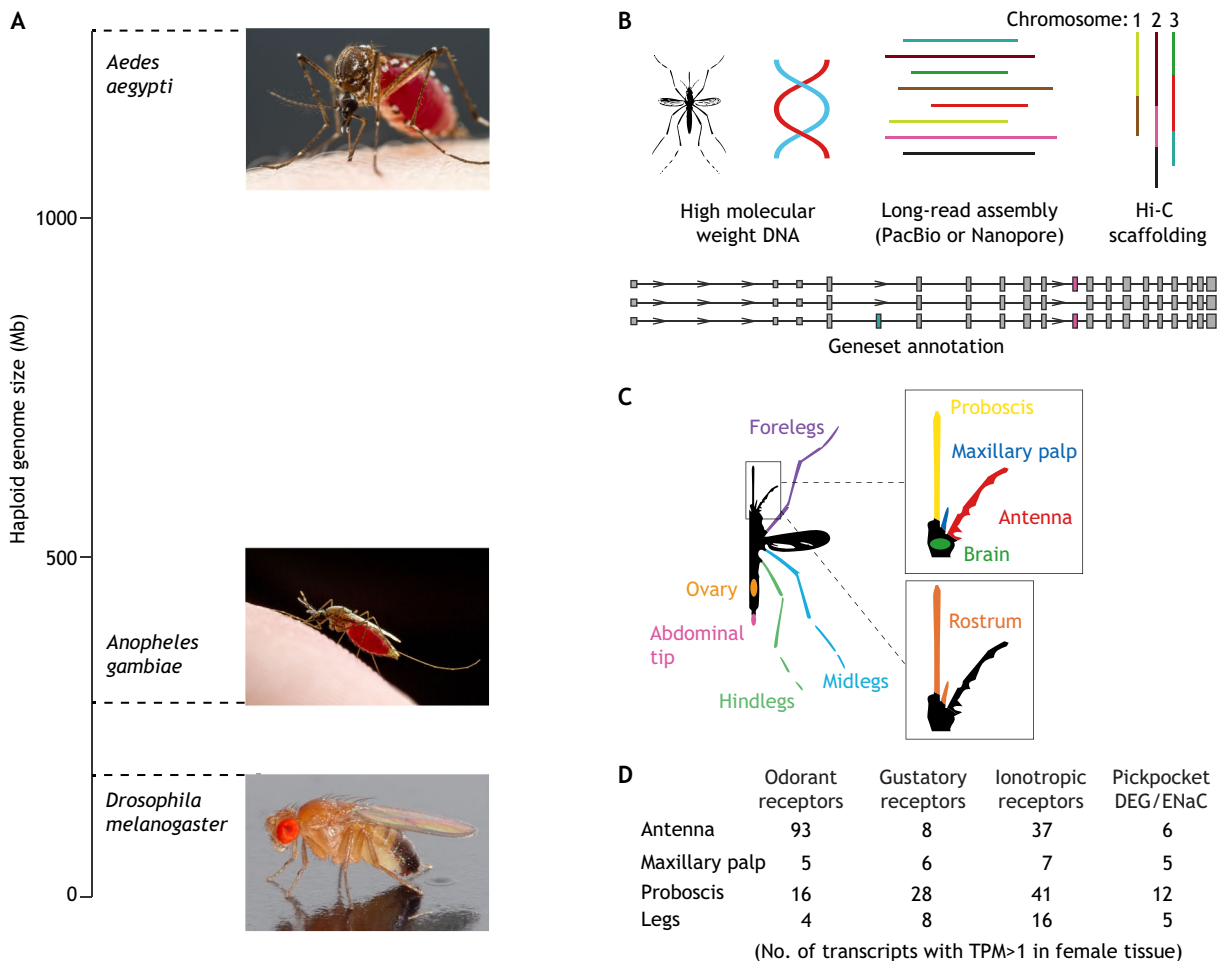 A
Haploid genome size (Mb)
1000
500
0
Aedes
aegypti
Anopheles
gambiae
Drosophila
melanogaster
B
Chromosome: 1 2 3
High molecular
weight DNA
Long-read assembly
(PacBio or Nanopore)
Hi-C
scaffolding
Geneset annotation
C
Forelegs
Ovary
Abdominal
tip
Hindlegs
Midlegs
Proboscis
Maxillary palp
Antenna
Brain
Rostrum
D
Odorant receptors Gustatory receptors Ionotropic receptors Pickpocket DEG/ENaC
Antenna 93 8 37 6
Maxillary palp 5 6 7 5
Proboscis 16 28 41 12
Legs 4 8 16 5
(No. of transcripts with TPM>1 in female tissue)